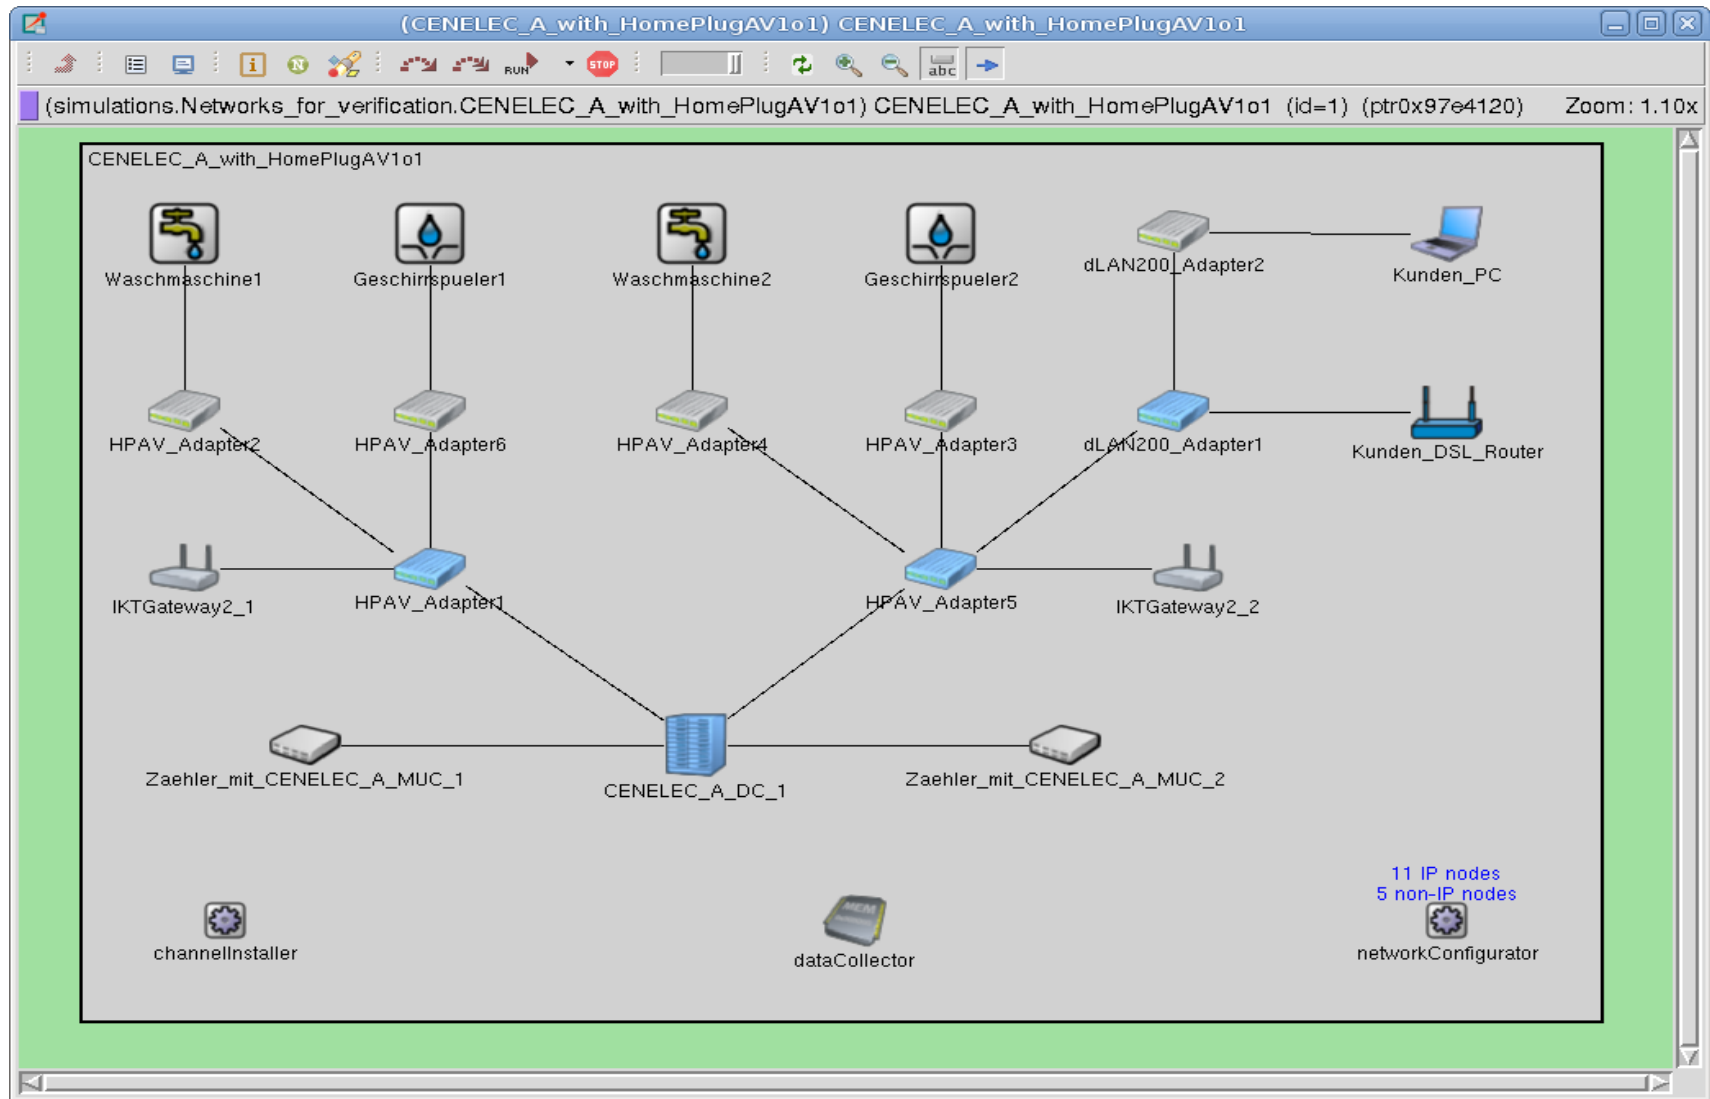 (CENELEC_A_with_HomePlugAV1o1) CENELEC_A_with_HomePlugAV1o1
RUN
STOP
abc
(simulations.Networks_for_verification.CENELEC_A_with_HomePlugAV1o1) CENELEC_A_with_HomePlugAV1o1 (id=1) (ptr0x97e4120) Zoom: 1.10x
CENELEC_A_with_HomePlugAV1o1
Waschmaschine1
Geschirrspueler1
Waschmaschine2
Geschirrspueler2
dLAN200_Adapter2
Kunden_PC
HPAV_Adapter2
HPAV_Adapter6
HPAV_Adapter4
HPAV_Adapter3
dLAN200_Adapter1
Kunden_DSL_Router
IKTGateway2_1
HPAV_Adapter1
HPAV_Adapter5
IKTGateway2_2
Zaehler_mit_CENELEC_A_MUC_1
CENELEC_A_DC_1
Zaehler_mit_CENELEC_A_MUC_2
11 IP nodes
5 non-IP nodes
MEM
channelInstaller
dataCollector
networkConfigurator